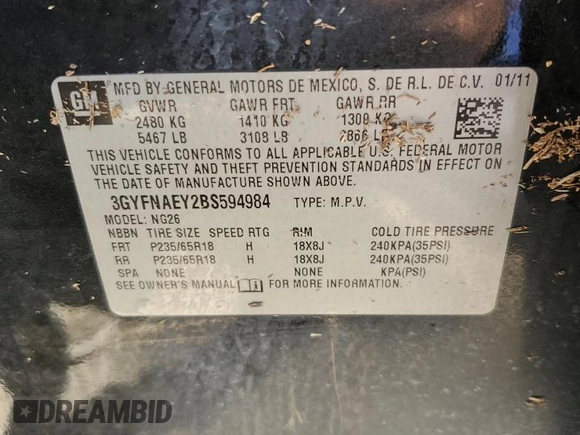 GM
MFD BY GENERAL MOTORS DE MEXICO, S. DE R.L. DE C.V. 01/11
GVWR GAWR FRT GAWR RR
2480 KG 1410 KG 1300 KG
5467 LB 3108 LB 2866 LB
THIS VEHICLE CONFORMS TO ALL APPLICABLE U.S. FEDERAL MOTOR
VEHICLE SAFETY AND THEFT PREVENTION STANDARDS IN EFFECT ON
THE DATE OF MANUFACTURE SHOWN ABOVE.
3GYFNAEY2BS594984 TYPE: M.P.V.
MODEL: NG26
NBBN TIRE SIZE SPEED RTG RIM COLD TIRE PRESSURE
FRT P235/65R18 H 18X8J 240KPA(35PSI)
RR P235/65R18 H 18X8J 240KPA(35PSI)
SPA NONE NONE KPA(PSI)
SEE OWNER'S MANUAL FOR MORE INFORMATION.
DREAMBID